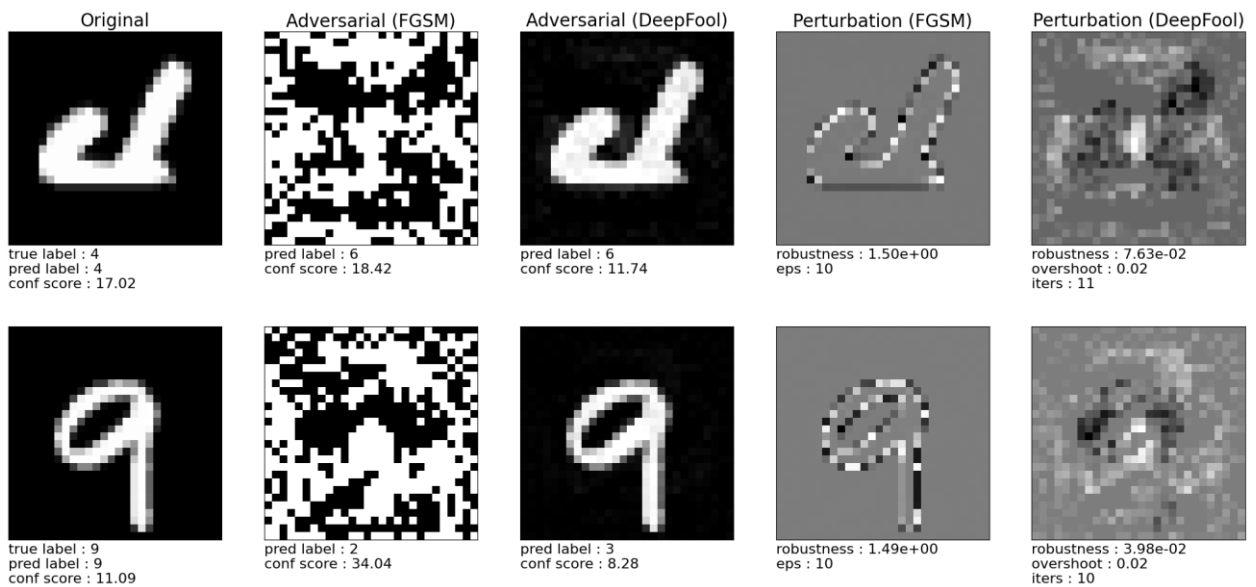 Original
Adversarial (FGSM)
Adversarial (DeepFool)
Perturbation (FGSM)
Perturbation (DeepFool)
true label : 4
pred label : 4
conf score : 17.02
pred label : 6
conf score : 18.42
pred label : 6
conf score : 11.74
robustness : 1.50e+00
eps : 10
robustness : 7.63e-02
overshoot : 0.02
iters : 11
true label : 9
pred label : 9
conf score : 11.09
pred label : 2
conf score : 34.04
pred label : 3
conf score : 8.28
robustness : 1.49e+00
eps : 10
robustness : 3.98e-02
overshoot : 0.02
iters : 10